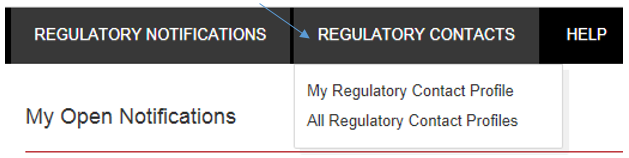 REGULATORY NOTIFICATIONS REGULATORY CONTACTS HELP
My Regulatory Contact Profile
My Open Notifications
All Regulatory Contact Profiles